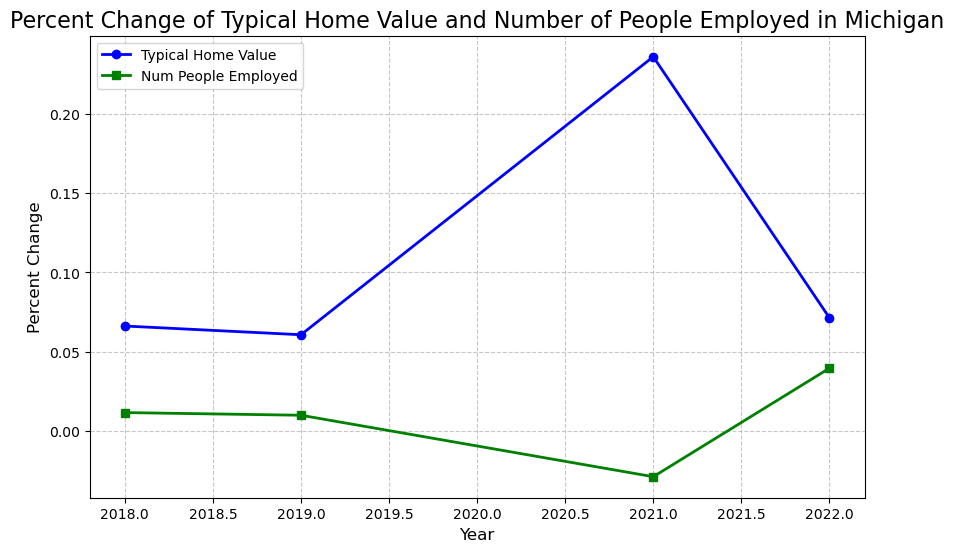 Percent Change of Typical Home Value and Number of People Employed in Michigan
Typical Home Value
Num People Employed
Percent Change
0.20
0.15
0.10
0.05
0.00
2018.0 2018.5 2019.0 2019.5 2020.0 2020.5 2021.0 2021.5 2022.0
Year